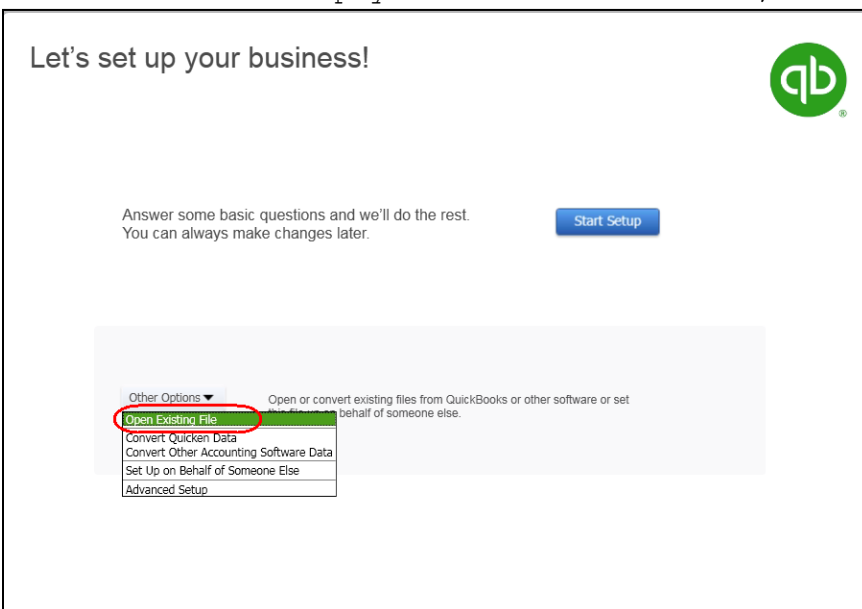 Let's set up your business!
qb
®
Answer some basic questions and we'll do the rest.
You can always make changes later.
Start Setup
Other Options
Open or convert existing files from QuickBooks or other software or set
behalf of someone else.
Open Existing File
Convert Quicken Data
Convert Other Accounting Software Data
Set Up on Behalf of Someone Else
Advanced Setup